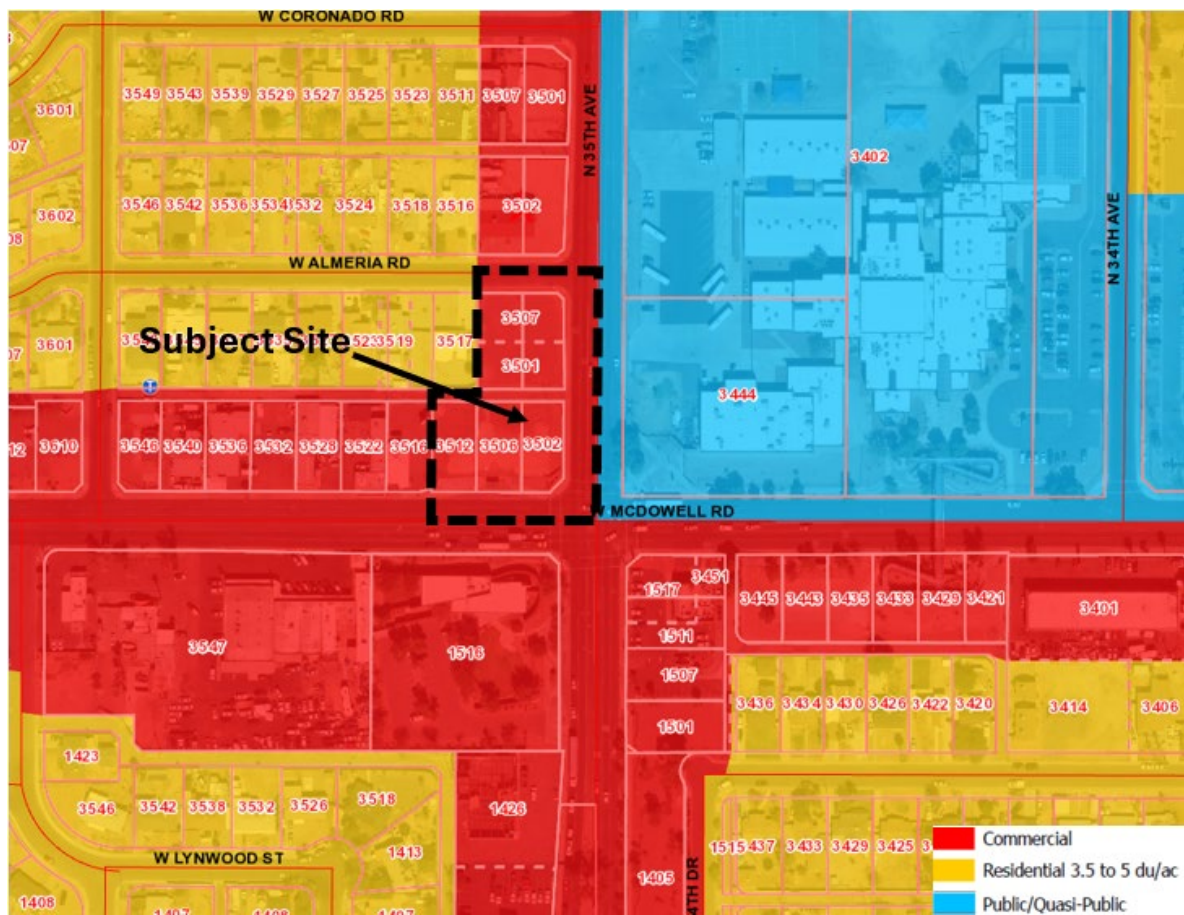 W CORONADO RD
3601
3549 3543 3539 3529 3527 3525 3523 3511 3507 3501
N 35TH AVE
3402
N 34TH AVE
3602
3546 3542 3536 3534 3532 3524 3518 3516 3502
W ALMERIA RD
3601
3519 3517 3507
Subject Site
3501
3444
3610
3546 3540 3536 3532 3528 3522 3516 3512 3506 3502
W MCDOWELL RD
3547
1516
1517 3451
1511
1507
1501
3445 3443 3435 3433 3429 3421
3401
3436 3434 3430 3426 3422 3420 3414 3406
1423
3546 3542 3538 3532 3526 3518
1413
1426
W LYNWOOD ST
1408
1515 3433 3429 3425
1405
4TH DR
Commercial
Residential 3.5 to 5 du/ac
Public/Quasi-Public